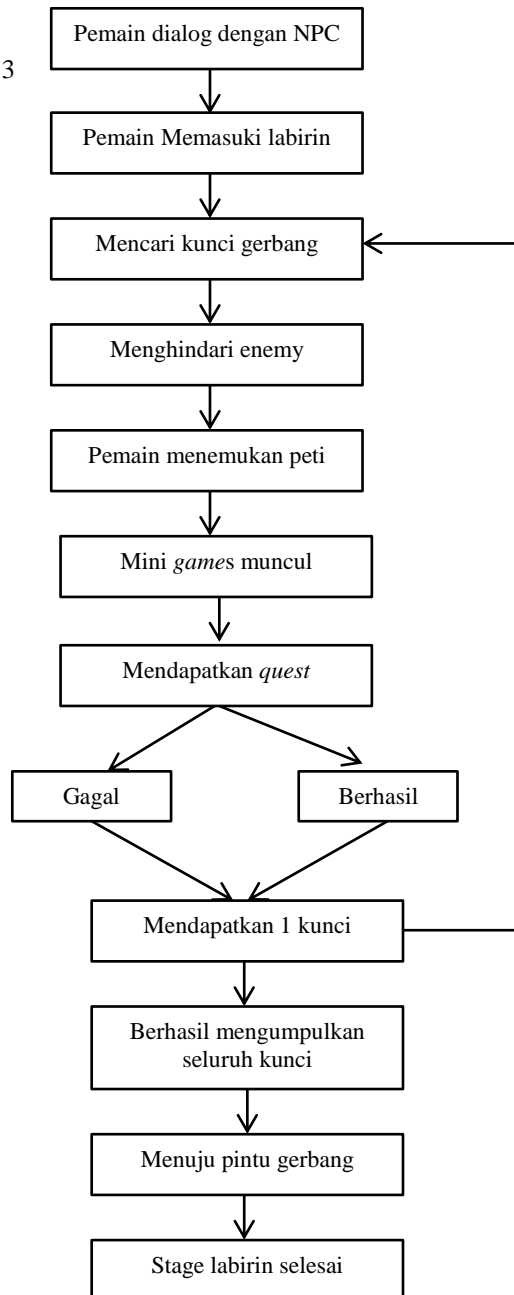 Pemain dialog dengan NPC
3
Pemain Memasuki labirin
Mencari kunci gerbang
Menghindari enemy
Pemain menemukan peti
Mini games muncul
Mendapatkan quest
Gagal
Berhasil
Mendapatkan 1 kunci
Berhasil mengumpulkan
seluruh kunci
Menuju pintu gerbang
Stage labirin selesai